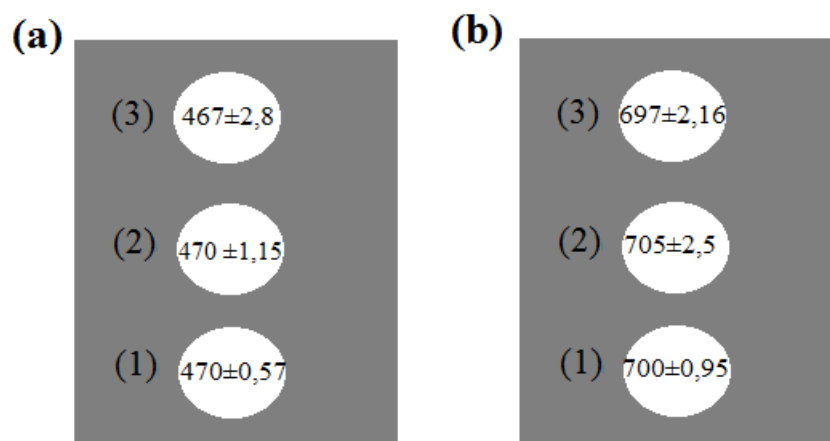 (a)
(3) 467±2,8
(2) 470 ±1,15
(1) 470±0,57
(b)
(3) 697±2,16
(2) 705±2,5
(1) 700±0,95